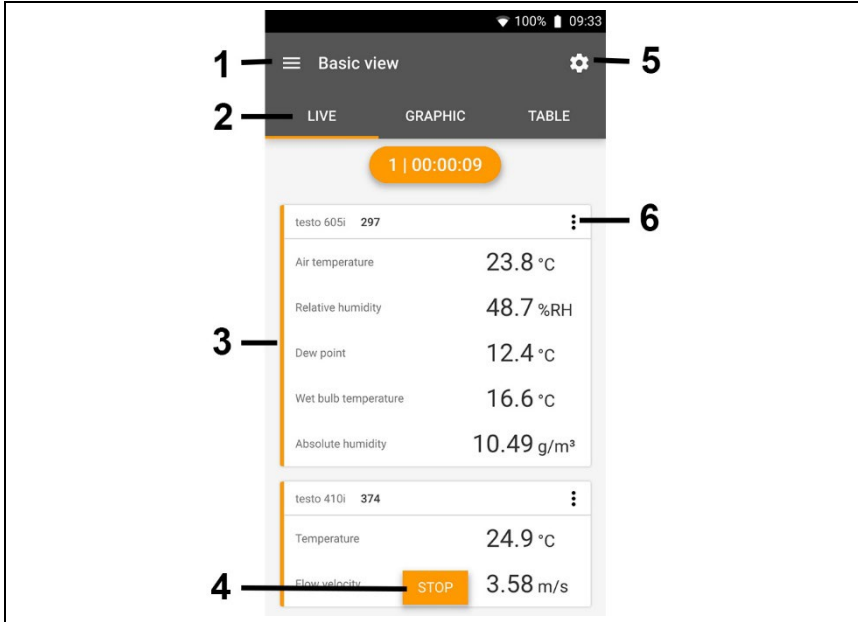 100% 09:33
1 Basic view 5
2 LIVE GRAPHIC TABLE
1 | 00:00:09
testo 605i 297 6
Air temperature 23.8 °C
Relative humidity 48.7 %RH
3 Dew point 12.4 °C
Wet bulb temperature 16.6 °C
Absolute humidity 10.49 g/m³
testo 410i 374
Temperature 24.9 °C
4 Flow velocity STOP 3.58 m/s